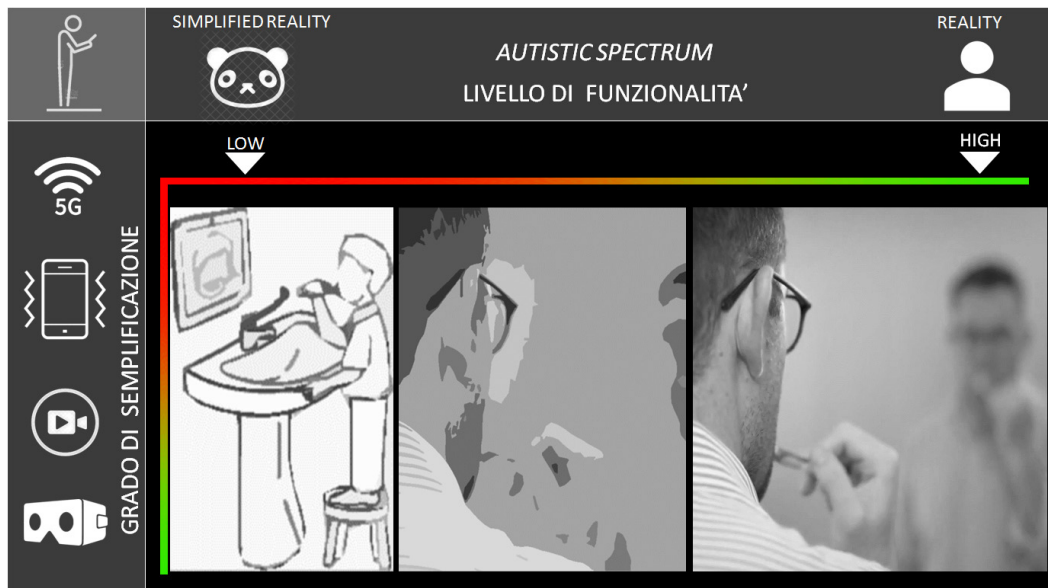 SIMPLIFIED REALITY
AUTISTIC SPECTRUM
LIVELLO DI FUNZIONALITA'
REALITY
LOW
HIGH
5G
GRADO DI SEMPLIFICAZIONE